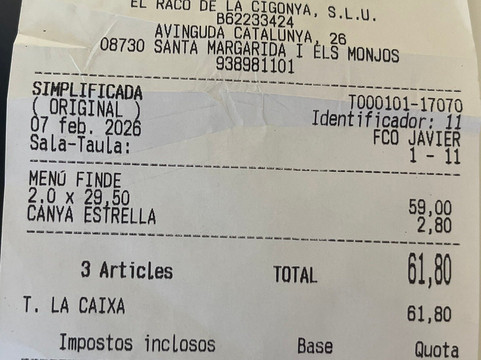 EL RACO DE LA CIGONYA, S.L.U.
B62233424
AVINGUDA CATALUNYA, 26
08730 SANTA MARGARIDA I ELS MONJOS
938981101
SIMPLIFICADA T000101-17070
( ORIGINAL ) Identificador: 11
07 feb. 2026 FCO JAVIER
Sala-Taula: 1 - 11
MENÚ FINDE
2.0 x 29,50 59,00
CANYA ESTRELLA 2,80
3 Articles TOTAL 61,80
T. LA CAIXA 61,80
Impostos inclosos Base Quota